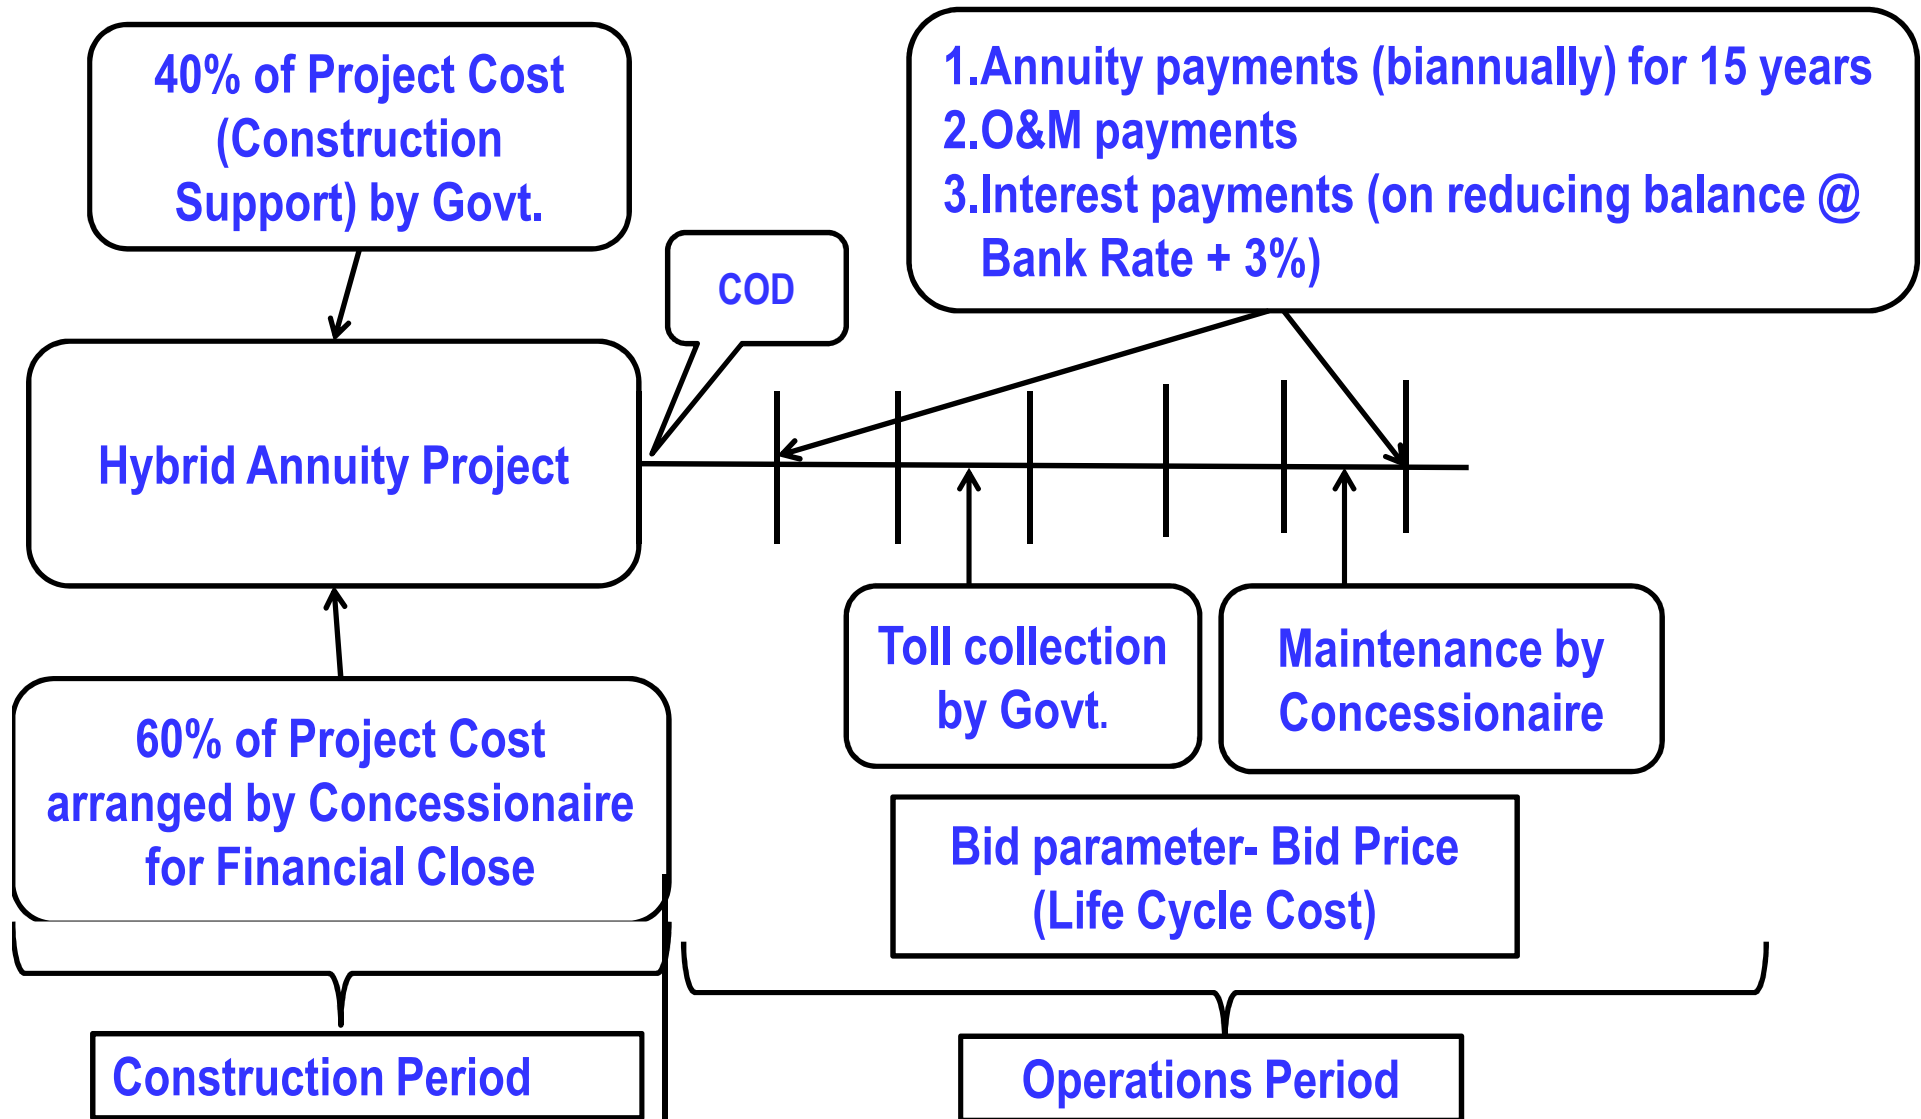 40% of Project Cost
(Construction
Support) by Govt.
1.Annuity payments (biannually) for 15 years
2.O&M payments
3.Interest payments (on reducing balance @
Bank Rate + 3%)
COD
Hybrid Annuity Project
Toll collection
by Govt.
Maintenance by
Concessionaire
60% of Project Cost
arranged by Concessionaire
for Financial Close
Bid parameter- Bid Price
(Life Cycle Cost)
Construction Period
Operations Period